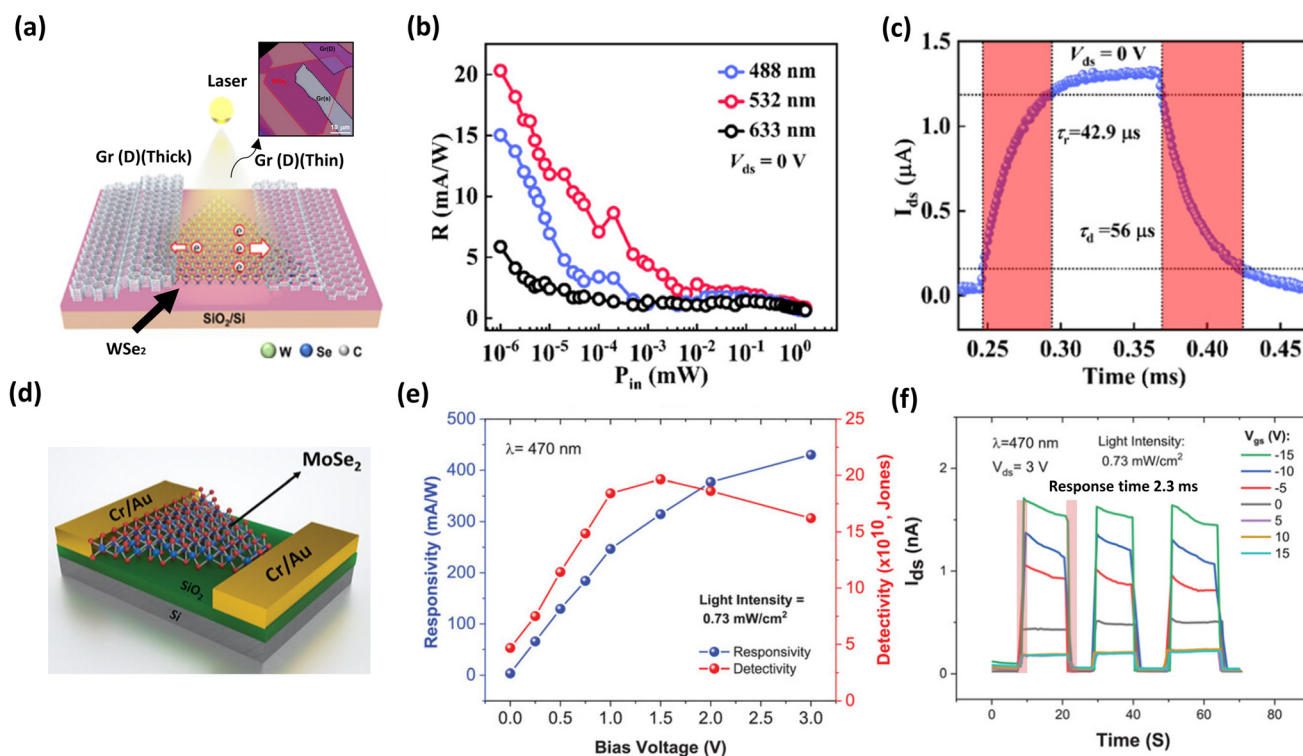 (a)
Laser
Gr(D)
Gr(s)
10 μm
Gr (D)(Thick)
Gr (D)(Thin)
e
e
e
e
SiO₂/Si
WSe₂
W Se C
(b)
R (mA/W)
20
15
10
5
0
488 nm
532 nm
633 nm
V_ds = 0 V
10⁻⁶ 10⁻⁵ 10⁻⁴ 10⁻³ 10⁻² 10⁻¹ 10⁰
P_in (mW)
(c)
I_ds (μA)
1.5
1.0
0.5
0.0
V_ds = 0 V
τ_r=42.9 μs
τ_d =56 μs
0.25 0.30 0.35 0.40 0.45
Time (ms)
(d)
MoSe₂
Cr/Au
Cr/Au
SiO₂
Si
(e)
Responsivity (mA/W)
500
450
400
350
300
250
200
150
100
50
0
λ= 470 nm
Light Intensity =
0.73 mW/cm²
Responsivity
Detectivity
0.0 0.5 1.0 1.5 2.0 2.5 3.0
Bias Voltage (V)
25
20
15
10
5
0
Detectivity (x10¹⁰, Jones)
(f)
I_ds (nA)
2
1
0
λ=470 nm
V_ds= 3 V
Light Intensity:
0.73 mW/cm²
Response time 2.3 ms
V_gs (V):
-15
-10
-5
0
5
10
15
0 20 40 60 80
Time (S)